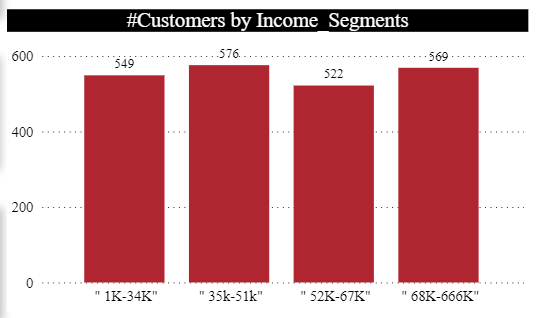 #Customers by Income_Segments
600
400
200
0
549
576
522
569
" 1K-34K"
" 35k-51k"
" 52K-67K"
" 68K-666K"